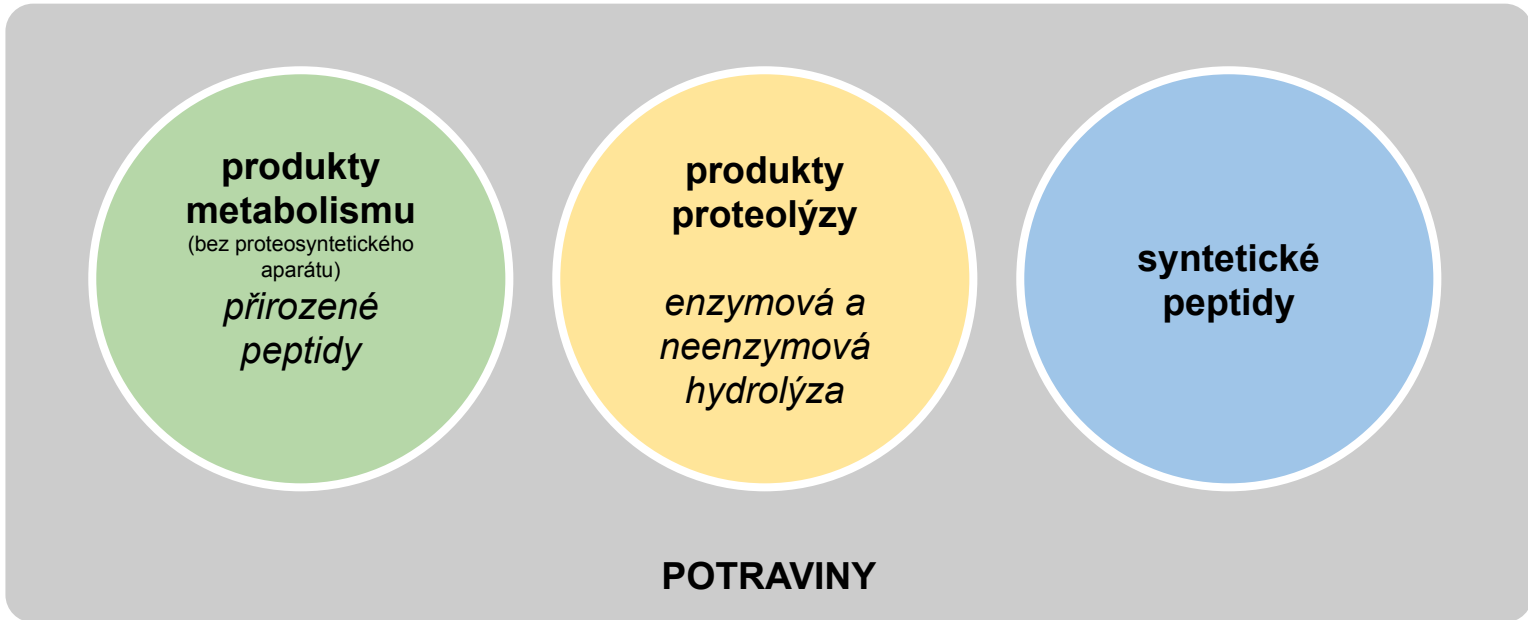 produkty
metabolismu
(bez proteosyntetického
aparátu)
přirozené
peptidy
produkty
proteolýzy
enzymová a
neenzymová
hydrolýza
syntetické
peptidy
POTRAVINY